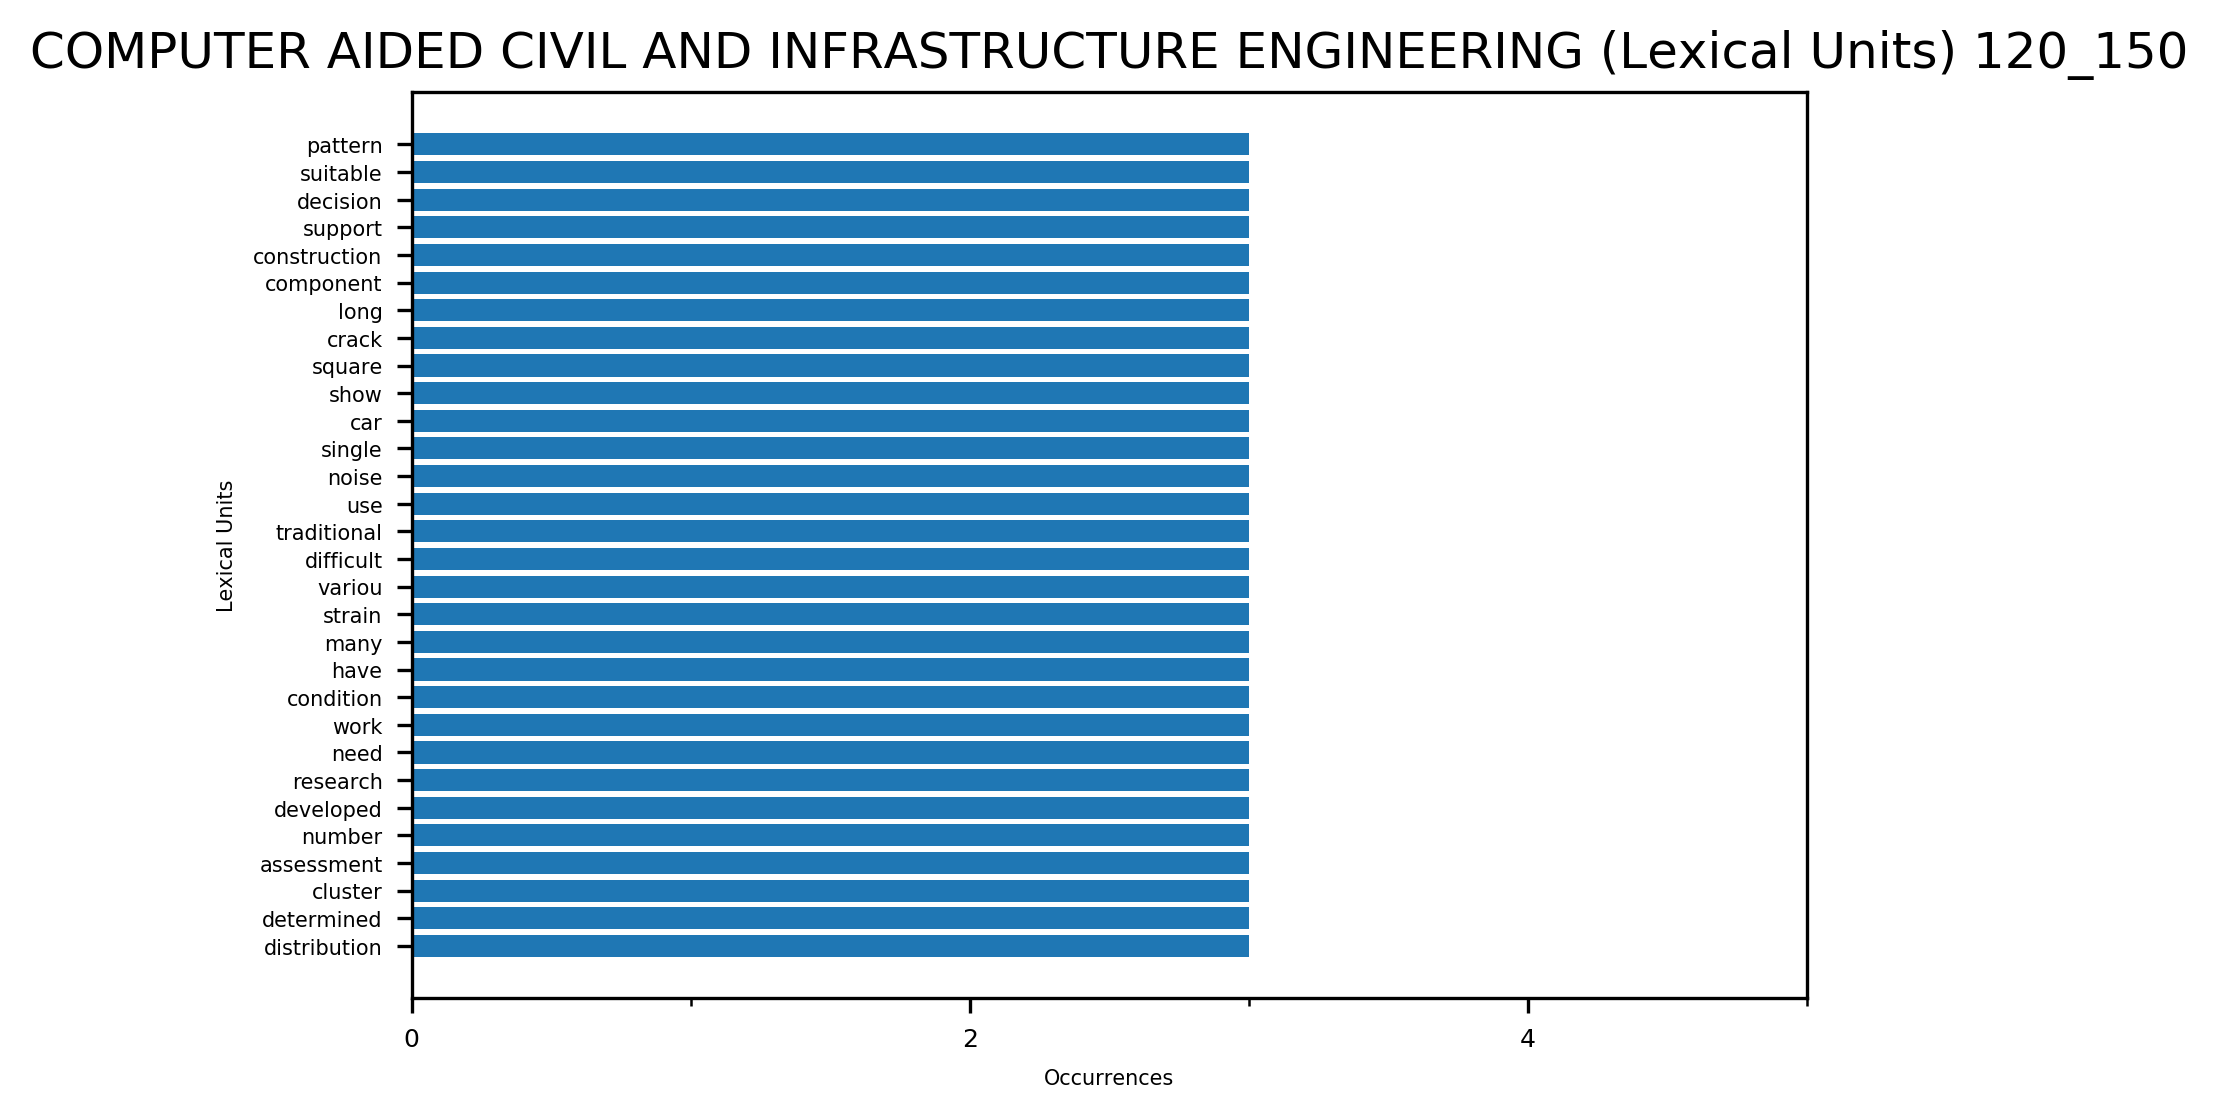 COMPUTER AIDED CIVIL AND INFRASTRUCTURE ENGINEERING (Lexical Units) 120_150
pattern
suitable
decision
support
construction
component
long
crack
square
show
car
single
noise
use
traditional
difficult
variou
strain
many
have
condition
work
need
research
developed
number
assessment
cluster
determined
distribution
Lexical Units
0 2 4
Occurrences